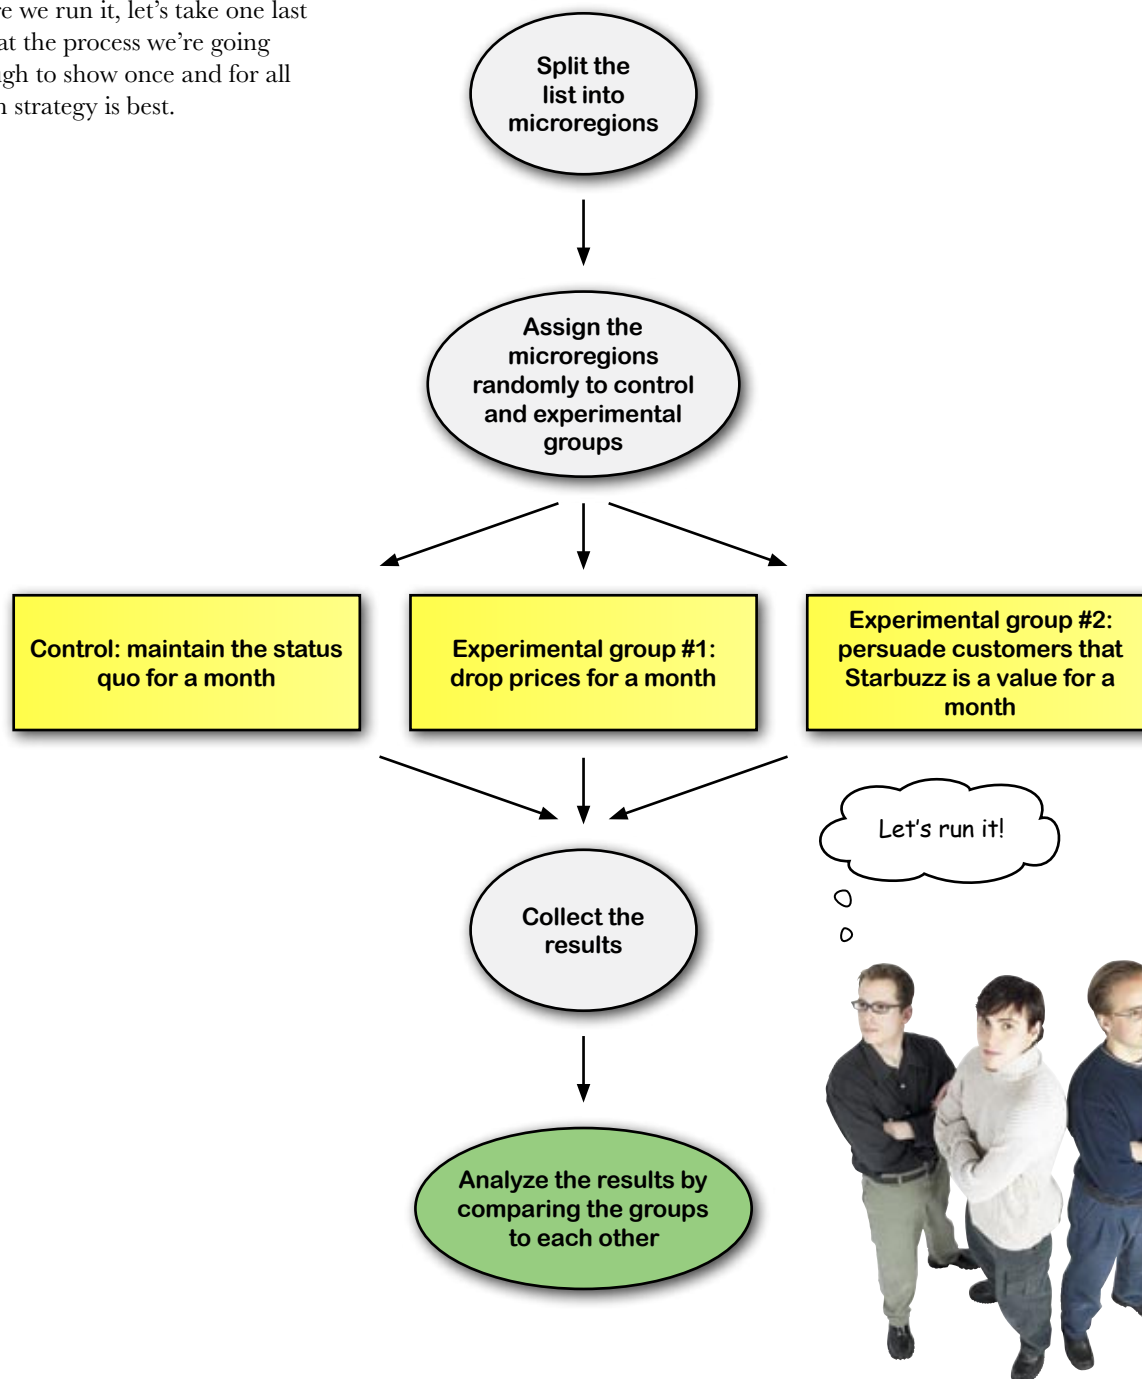 re we run it, let’s take one last
at the process we’re going
gh to show once and for all
n strategy is best.
Split the
list into
microregions
Assign the
microregions
randomly to control
and experimental
groups
Control: maintain the status
quo for a month
Experimental group #1:
drop prices for a month
Experimental group #2:
persuade customers that
Starbuzz is a value for a
month
Let's run it!
Collect the
results
Analyze the results by
comparing the groups
to each other